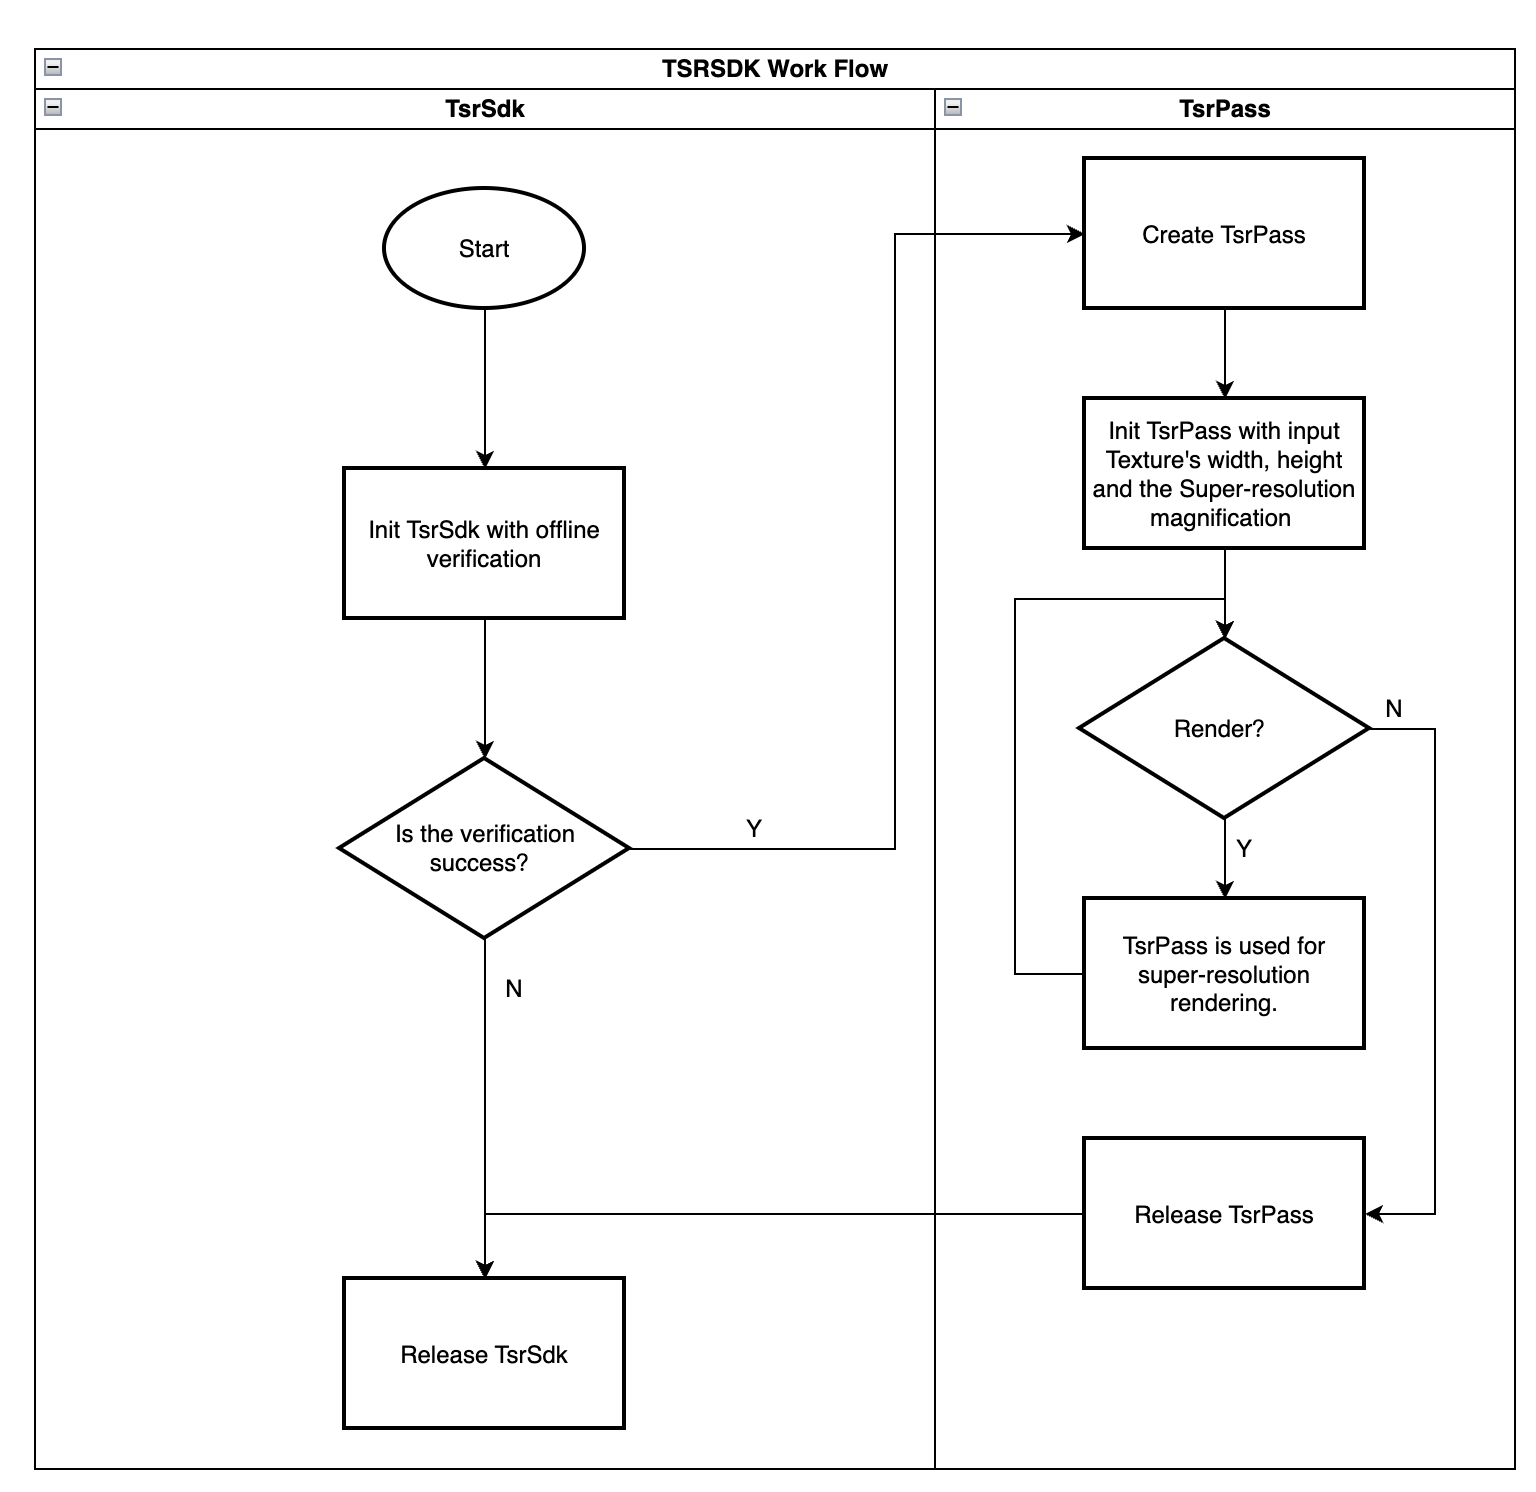 TSRSDK Work Flow
TsrSdk
TsrPass
Start
Init TsrSdk with offline
verification
Is the verification
success?
Y
N
Release TsrSdk
Create TsrPass
Init TsrPass with input
Texture's width, height
and the Super-resolution
magnification
Render?
N
Y
TsrPass is used for
super-resolution
rendering.
Release TsrPass